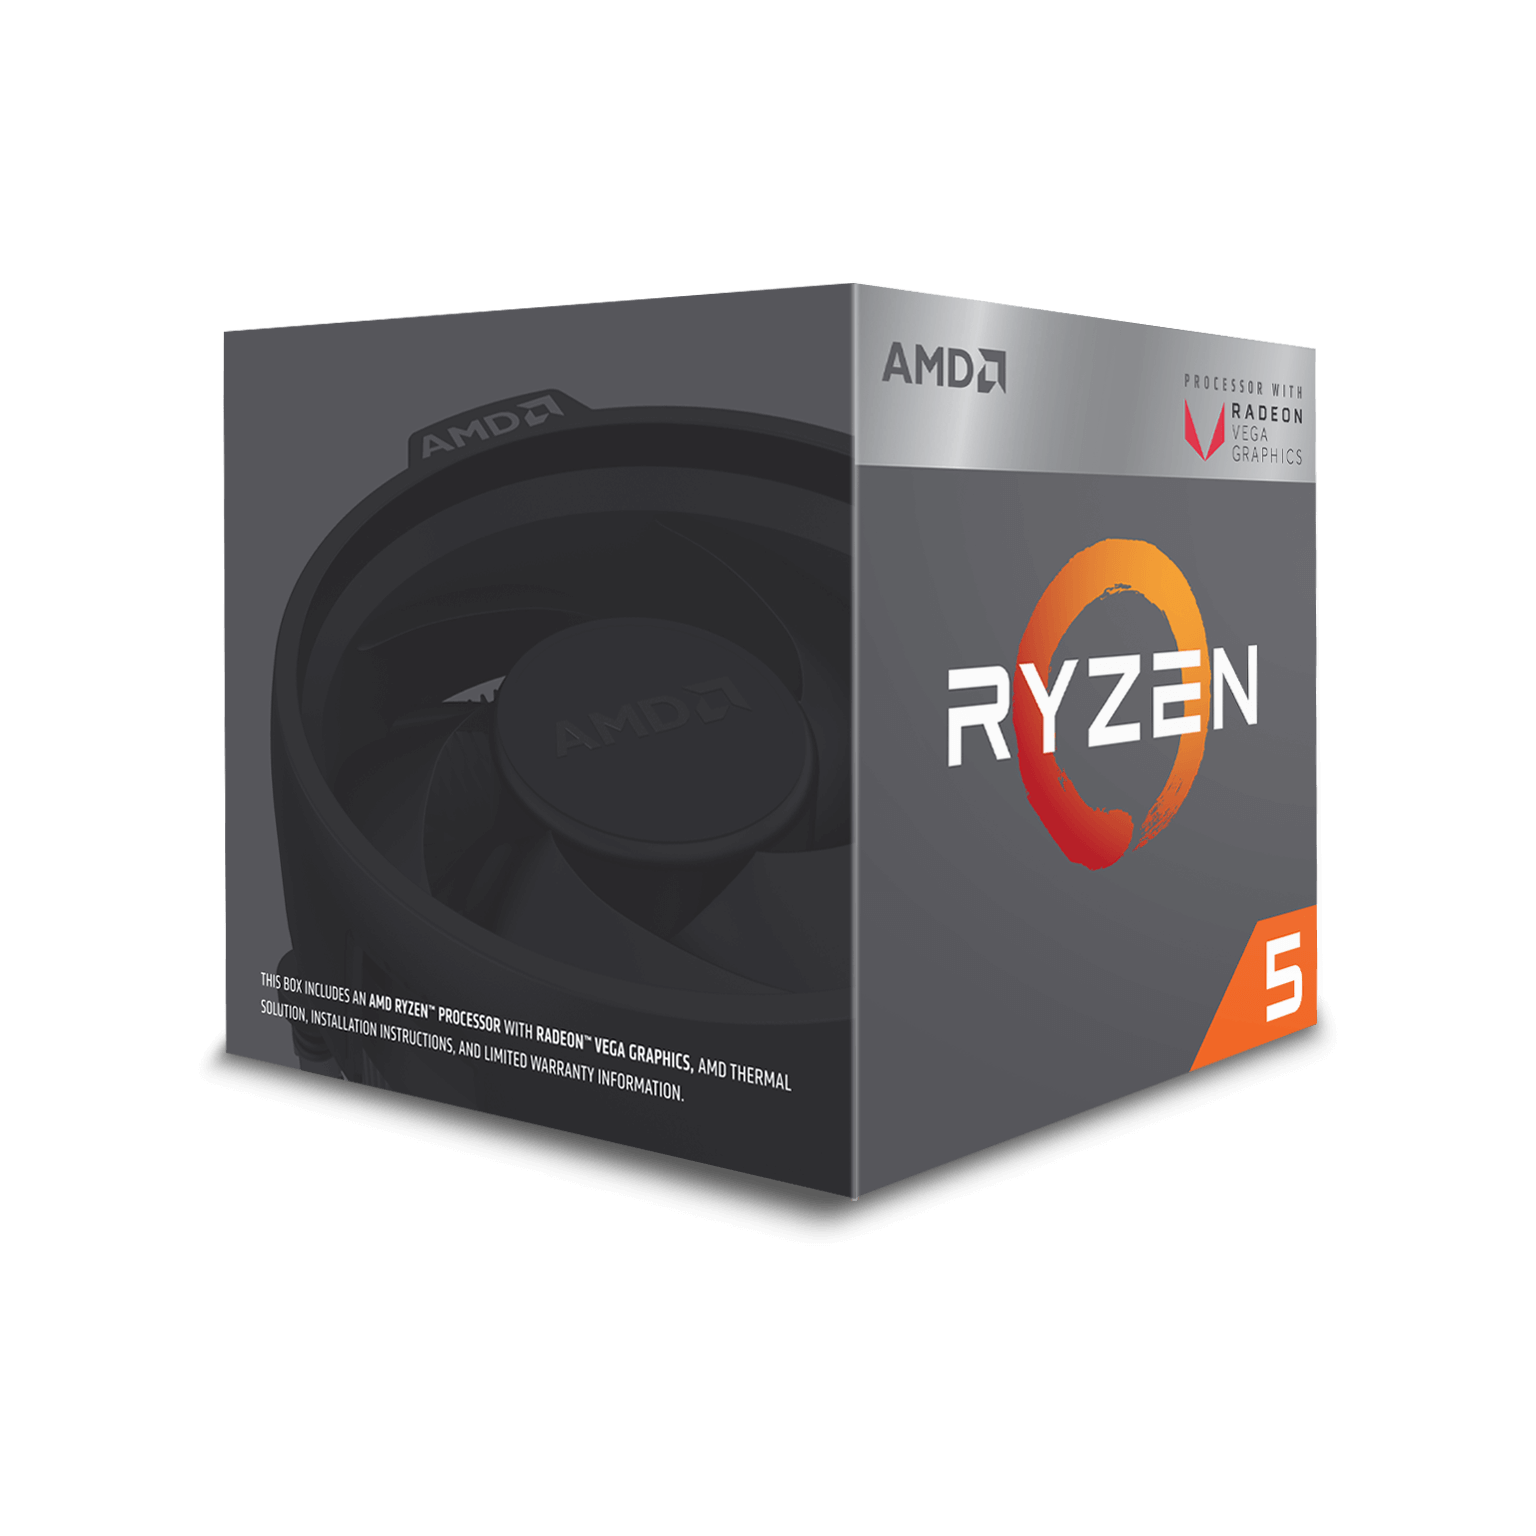 AMD
AMD
THIS BOX INCLUDES AN AMD RYZEN™ PROCESSOR WITH RADEON™ VEGA GRAPHICS, AMD THERMAL
SOLUTION, INSTALLATION INSTRUCTIONS, AND LIMITED WARRANTY INFORMATION.
AMD
PROCESSOR WITH
RADEON
VEGA
GRAPHICS
RYZEN
5